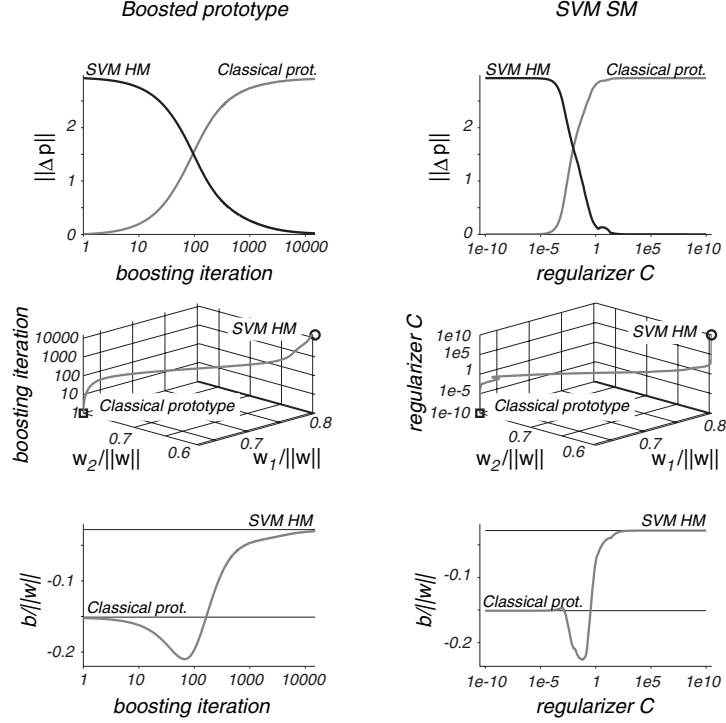 Boosted prototype
SVM SM
SVM HM
Classical prot.
||Δp||
2
1
0
1
10
100
1000
10000
boosting iteration
SVM HM
Classical prot.
||Δp||
2
1
0
1e-10
1e-5
1
1e5
1e10
regularizer C
boosting iteration
10000
1000
100
10
1
SVM HM
Classical prototype
0.7
0.6
0.7
0.8
w2/||w||
w1/||w||
regularizer C
1e10
1e5
1
1e-5
1e-10
SVM HM
Classical prototype
0.7
0.6
0.7
0.8
w2/||w||
w1/||w||
SVM HM
Classical prot.
b/||w||
-0.1
-0.2
1
10
100
1000
10000
boosting iteration
SVM HM
Classical prot.
b/||w||
-0.1
-0.2
1e-10
1e-5
1
1e5
1e10
regularizer C